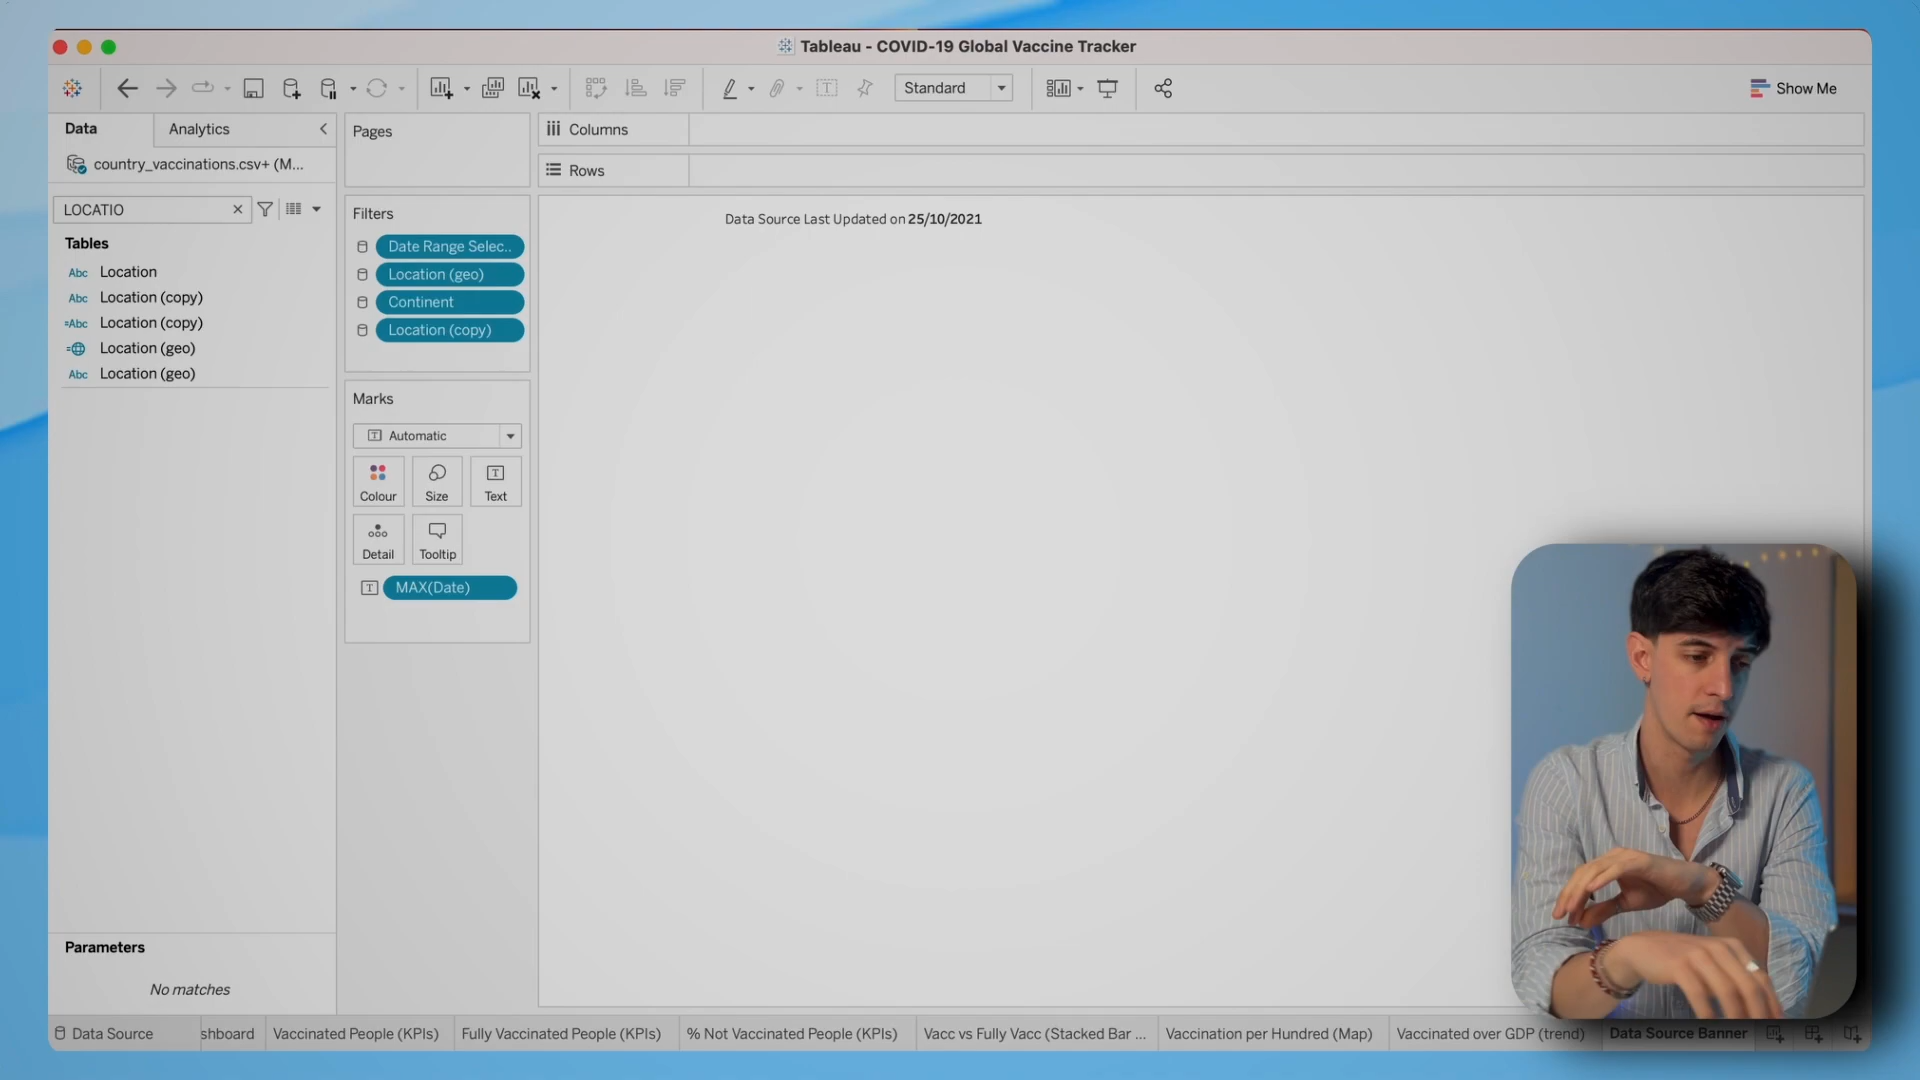 Tableau - COVID-19 Global Vaccine Tracker
Standard
Show Me
Data
Analytics
country_vaccinations.csv+ (M...
LOCATIO
Tables
Abc Location
Abc Location (copy)
=Abc Location (copy)
Location (geo)
Abc Location (geo)
Parameters
No matches
Pages
Filters
Date Range Selec..
Location (geo)
Continent
Location (copy)
Marks
Automatic
Colour
Size
Text
Detail
Tooltip
MAX(Date)
Columns
Rows
Data Source Last Updated on 25/10/2021
Data Source
shboard
Vaccinated People (KPIs)
Fully Vaccinated People (KPIs)
% Not Vaccinated People (KPIs)
Vacc vs Fully Vacc (Stacked Bar ...
Vaccination per Hundred (Map)
Vaccinated over GDP (trend)
Data Source Banner